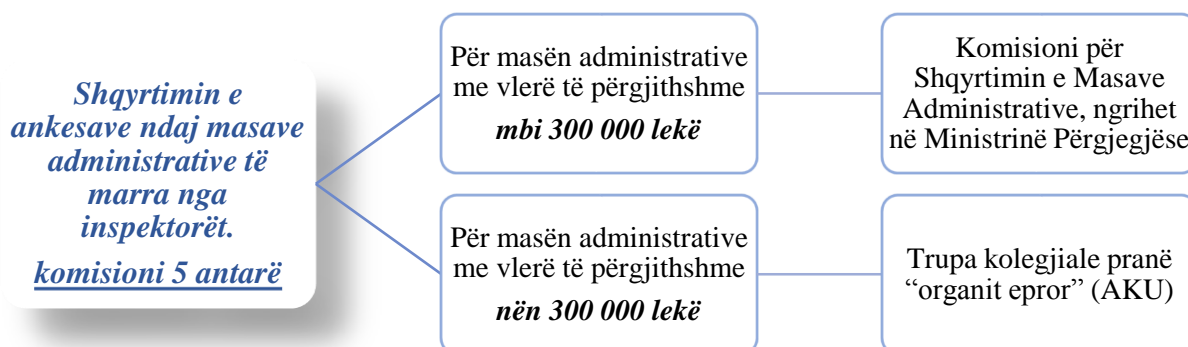 Shqyrtimin e
ankesave ndaj masave
administrative të
marra nga
inspektorët.
komisioni 5 antarë
Për masën administrative
me vlerë të përgjithshme
mbi 300 000 lekë
Komisioni për
Shqyrtimin e Masave
Administrative, ngrihet
në Ministrinë Përgjegjëse
Për masën administrative
me vlerë të përgjithshme
nën 300 000 lekë
Trupa kolegjiale pranë
“organit epror” (AKU)